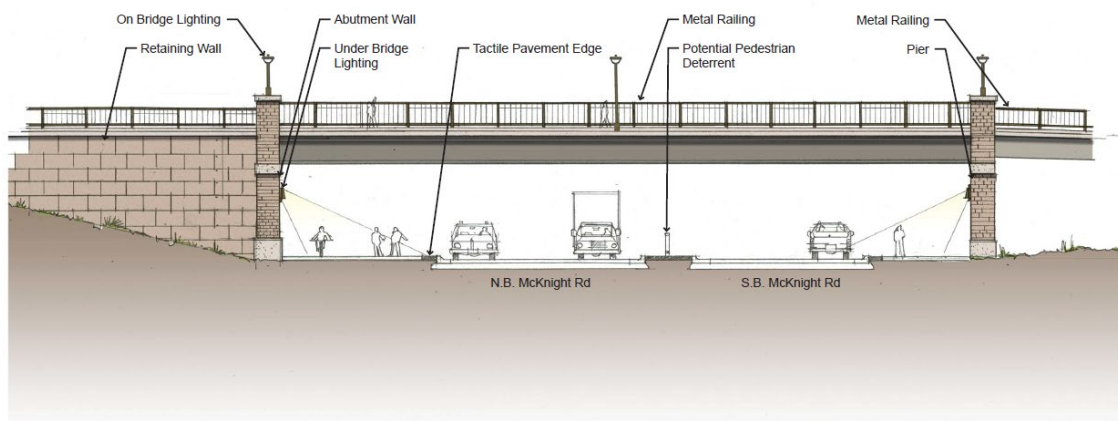 On Bridge Lighting
Abutment Wall
Metal Railing
Metal Railing
Retaining Wall
Under Bridge
Lighting
Tactile Pavement Edge
Potential Pedestrian
Deterrent
Pier
N.B. McKnight Rd
S.B. McKnight Rd